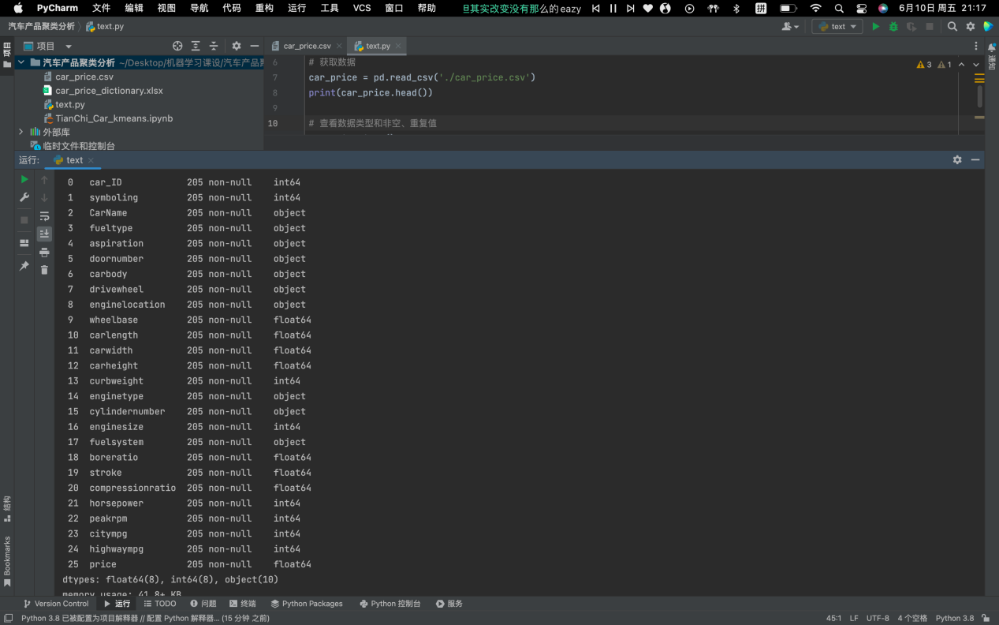 PyCharm 文件 编辑 视图 导航 代码 重构 运行 工具 VCS 窗口 帮助 且其实改变没有那么的eazy 拼 6月10日 周五 21:17
汽车产品聚类分析 text.py text
项目 项目 car_price.csv text.py
汽车产品聚类分析 ~/Desktop/机器学习课设/汽车产品聚
car_price.csv
car_price_dictionary.xlsx
text.py
TianChi_Car_kmeans.ipynb
外部库
临时文件和控制台
6 # 获取数据
7 car_price = pd.read_csv('./car_price.csv')
8 print(car_price.head())
9
10 # 查看数据类型和非空、重复值
3 1
通知
运行: text
0 car_ID 205 non-null int64
1 symboling 205 non-null int64
2 CarName 205 non-null object
3 fueltype 205 non-null object
4 aspiration 205 non-null object
5 doornumber 205 non-null object
6 carbody 205 non-null object
7 drivewheel 205 non-null object
8 enginelocation 205 non-null object
9 wheelbase 205 non-null float64
10 carlength 205 non-null float64
11 carwidth 205 non-null float64
12 carheight 205 non-null float64
13 curbweight 205 non-null int64
14 enginetype 205 non-null object
15 cylindernumber 205 non-null object
16 enginesize 205 non-null int64
17 fuelsystem 205 non-null object
18 boreratio 205 non-null float64
19 stroke 205 non-null float64
20 compressionratio 205 non-null float64
21 horsepower 205 non-null int64
22 peakrpm 205 non-null int64
23 citympg 205 non-null int64
24 highwaympg 205 non-null int64
25 price 205 non-null float64
dtypes: float64(8), int64(8), object(10)
memory usage: 41.8+ KB
结构
Bookmarks
Version Control 运行 TODO 问题 终端 Python Packages Python 控制台 服务
Python 3.8 已被配置为项目解释器 // 配置 Python 解释器... (15 分钟 之前) 45:1 LF UTF-8 4 个空格 Python 3.8